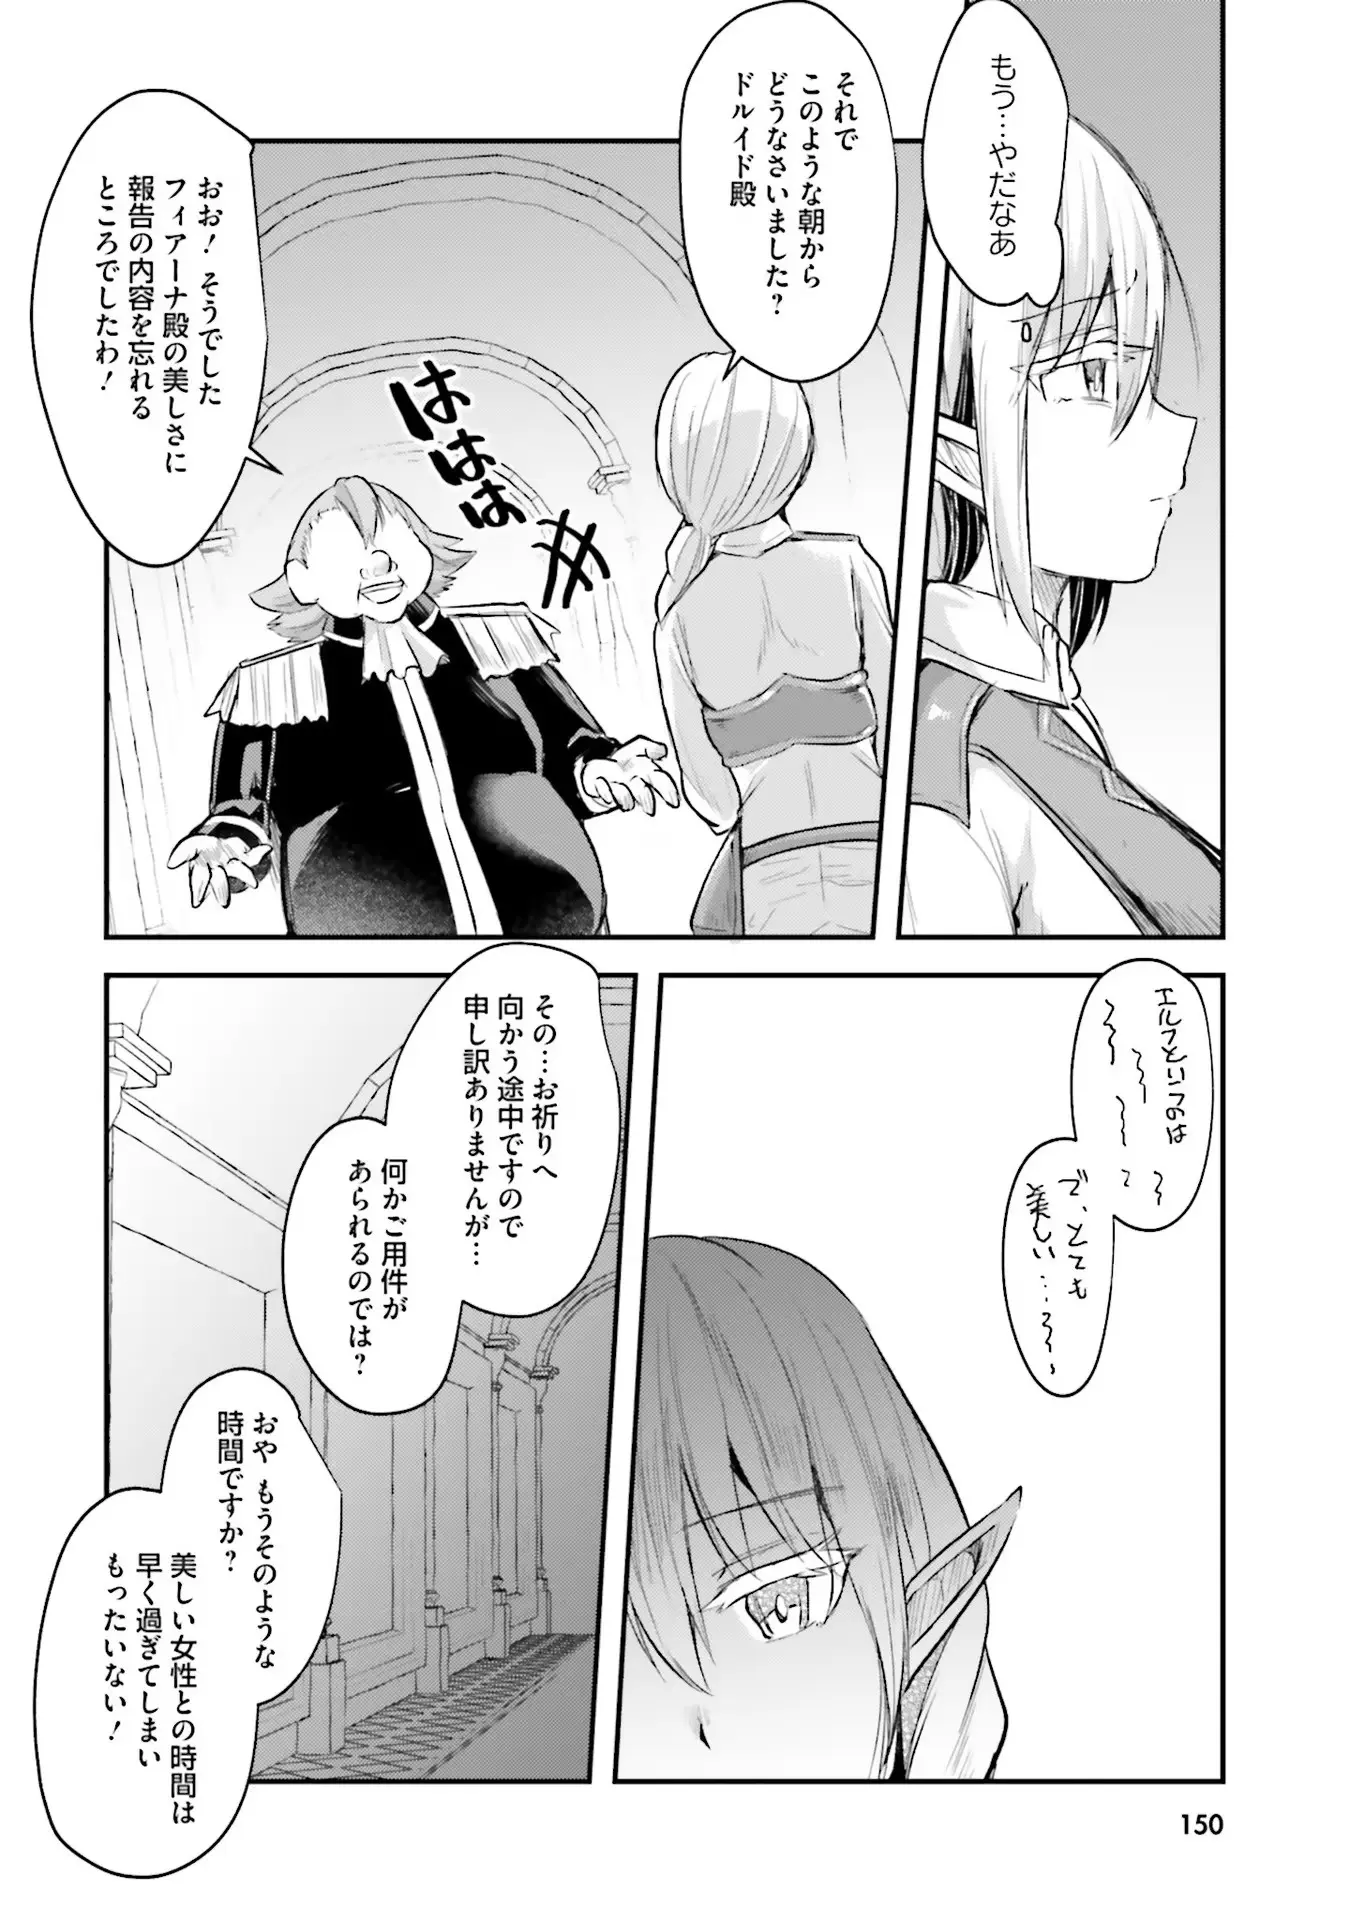 もう…やだなあ
それで
このような朝から
どうなさいました?
ドルイド殿
ははは
おお! そうでした
フィアーナ殿の美しさに
報告の内容を忘れる
ところでしたわ!
エルフというのは
で、とても
美しい…
その…お祈りへ
向かう途中ですので
申し訳ありませんが…
何かご用件が
あられるのでは?
おや もうそのような
時間ですか?
美しい女性との時間は
早く過ぎてしまい
もったいない!
150